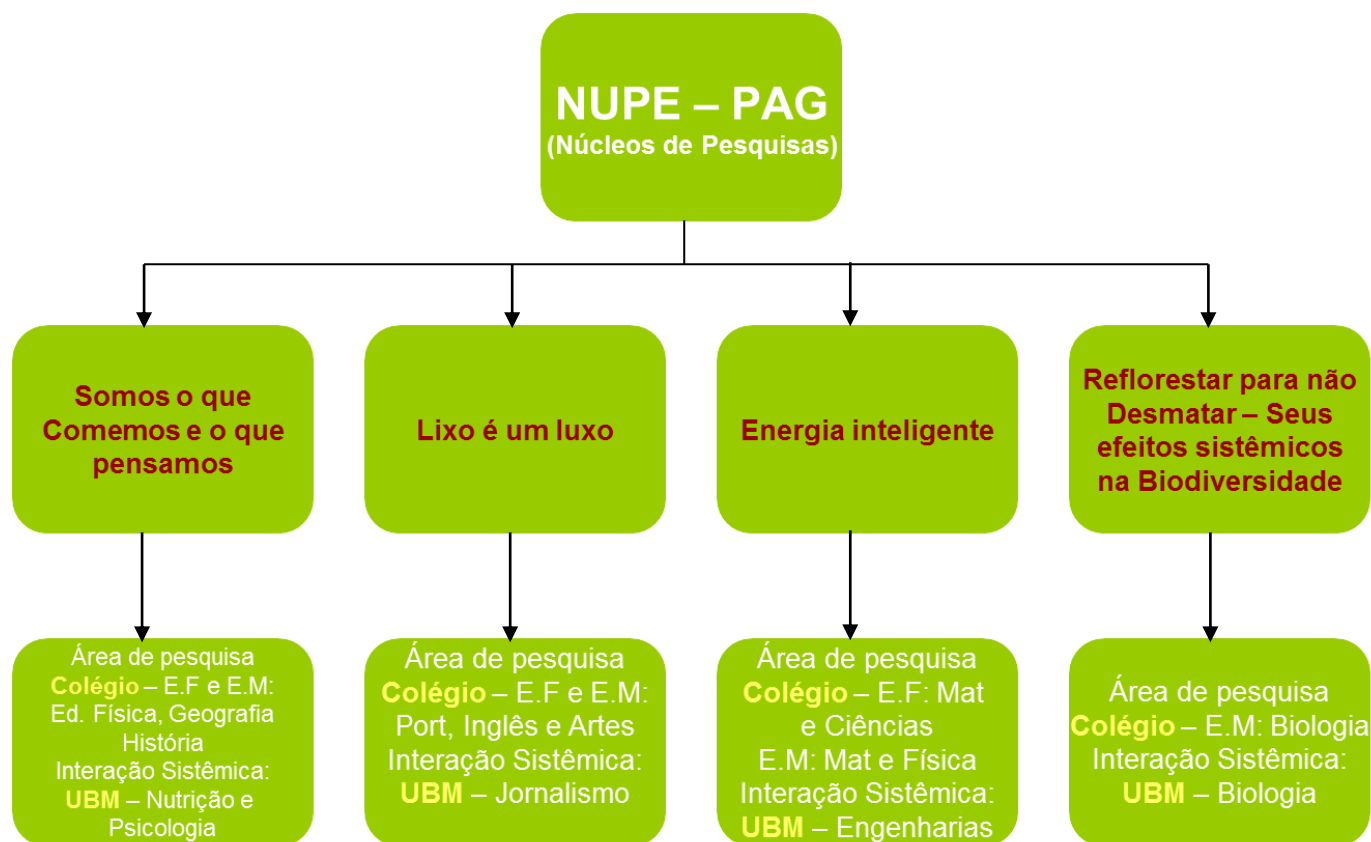 NUPE – PAG
(Núcleos de Pesquisas)
Somos o que
Comemos e o que
pensamos
Lixo é um luxo
Energia inteligente
Reflorestar para não
Desmatar – Seus
efeitos sistêmicos
na Biodiversidade
Área de pesquisa
Colégio – E.F e E.M:
Ed. Física, Geografia
História
Interação Sistêmica:
UBM – Nutrição e
Psicologia
Área de pesquisa
Colégio – E.F e E.M:
Port, Inglês e Artes
Interação Sistêmica:
UBM – Jornalismo
Área de pesquisa
Colégio – E.F: Mat
e Ciências
E.M: Mat e Física
Interação Sistêmica:
UBM – Engenharias
Área de pesquisa
Colégio – E.M: Biologia
Interação Sistêmica:
UBM – Biologia